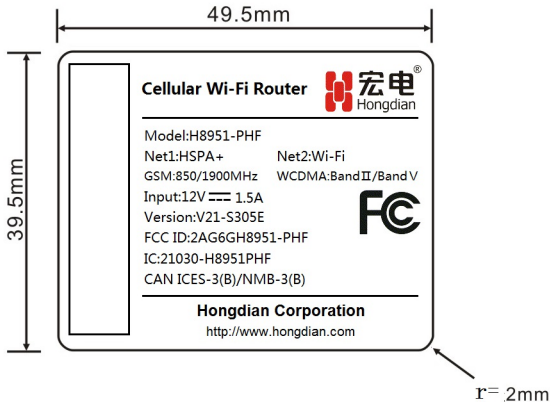 49.5mm
39.5mm
Cellular Wi-Fi Router
宏电®
Hongdian
Model:H8951-PHF
Net1:HSPA+ Net2:Wi-Fi
GSM:850/1900MHz WCDMA:BandⅡ/BandⅤ
Input:12V 1.5A
Version:V21-S305E
FCC ID:2AG6GH8951-PHF
FC
IC:21030-H8951PHF
CAN ICES-3(B)/NMB-3(B)
Hongdian Corporation
http://www.hongdian.com
r= 2mm